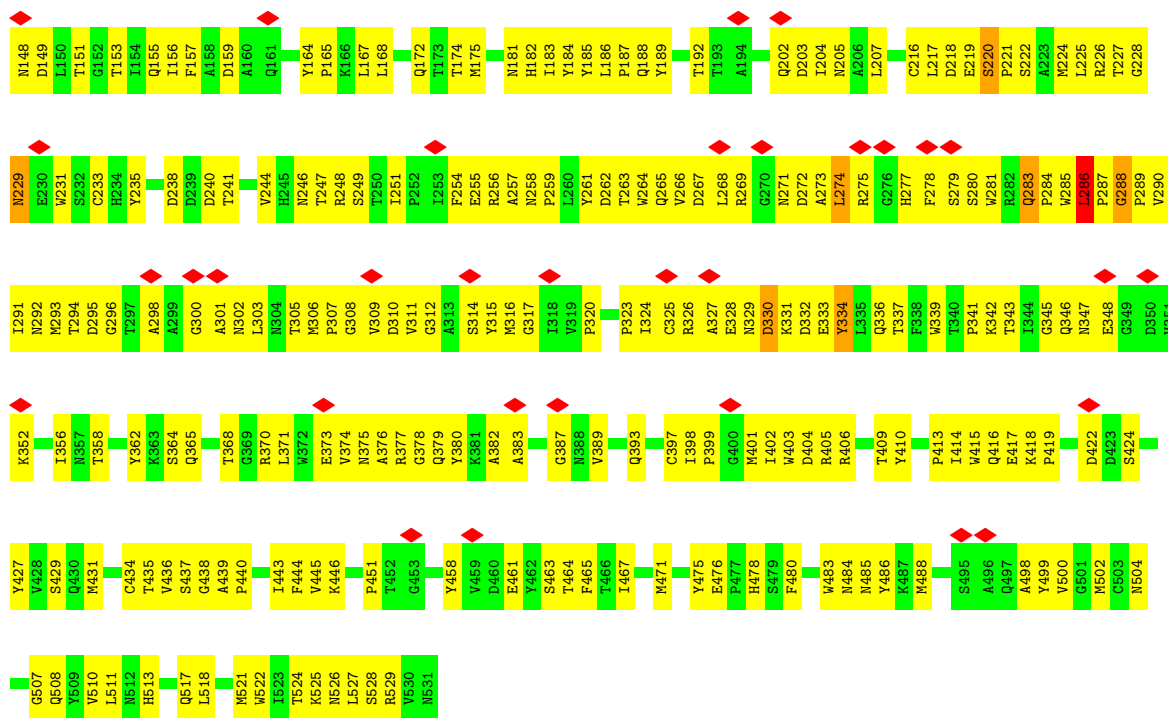 N148 D149 L150 T151 G152 T153 I154 Q155 I156 F157 A158 D159 A160 Q161 Y164 P165 K166 L167 L168 Q172 T173 T174 M175 N181 H182 I183 Y184 Y185 L186 P187 Q188 Y189 T192 T193 A194 Q202 D203 I204 N205 A206 L207 C216 L217 D218 E219 S220 P221 S222 A223 M224 L225 R226 T227 G228
N229 E230 W231 S232 C233 H234 Y235 D238 D239 D240 T241 V244 H245 N246 T247 R248 S249 T250 I251 P252 I253 F254 E255 R256 A257 N258 P259 L260 Y261 D262 T263 W264 Q265 V266 D267 L268 R269 G270 N271 D272 A273 L274 R275 G276 H277 F278 S279 S280 W281 R282 Q283 P284 W285 L286 P287 G288 P289 V290
I291 N292 M293 T294 D295 G296 T297 A298 A299 G300 A301 N302 L303 N304 T305 M306 P307 G308 V309 D310 V311 G312 A313 S314 Y315 M316 G317 I318 V319 P320 P323 I324 C325 R326 A327 E328 N329 D330 K331 D332 E333 Y334 L335 Q336 T337 F338 W339 T340 P341 K342 T343 I344 G345 Q346 N347 E348 G349 D350
K352 I356 N357 T358 Y362 K363 S364 Q365 T368 G369 R370 L371 W372 E373 V374 N375 A376 R377 G378 Q379 Y380 K381 A382 A383 G387 N388 V389 Q393 C397 I398 P399 G400 M401 I402 W403 D404 R405 R406 T409 Y410 P413 I414 W415 Q416 E417 K418 P419 D422 D423 S424
Y427 V428 S429 Q430 M431 C434 T435 V436 S437 G438 A439 P440 I443 F444 V445 K446 P451 T452 G453 Y458 V459 D460 E461 Y462 S463 T464 F465 T466 I467 M471 Y475 E476 P477 H478 S479 F480 W483 N484 N485 Y486 K487 M488 S495 A496 Q497 A498 Y499 V500 G501 M502 C503 N504
G507 Q508 Y509 V510 L511 N512 H513 Q517 L518 M521 W522 I523 T524 K525 N526 L527 S528 R529 V530 N531